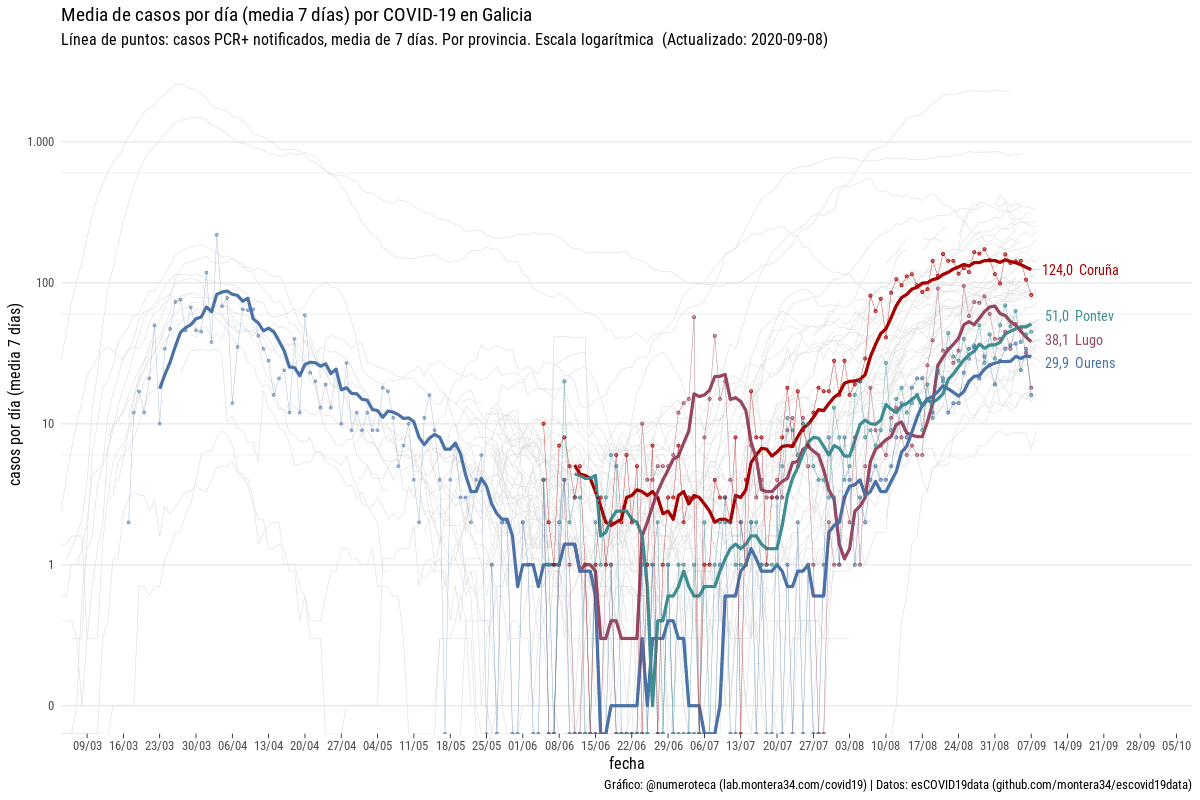 Media de casos por día (media 7 días) por COVID-19 en Galicia
Línea de puntos: casos PCR+ notificados, media de 7 días. Por provincia. Escala logarítmica  (Actualizado: 2020-09-08)
casos por día (media 7 días)
1.000
100
10
1
0
124,0 Coruña
51,0 Pontev
38,1 Lugo
29,9 Ourens
09/03 16/03 23/03 30/03 06/04 13/04 20/04 27/04 04/05 11/05 18/05 25/05 01/06 08/06 15/06 22/06 29/06 06/07 13/07 20/07 27/07 03/08 10/08 17/08 24/08 31/08 07/09 14/09 21/09 28/09 05/10
fecha
Gráfico: @numeroteca (lab.montera34.com/covid19) | Datos: esCOVID19data (github.com/montera34/escovid19data)